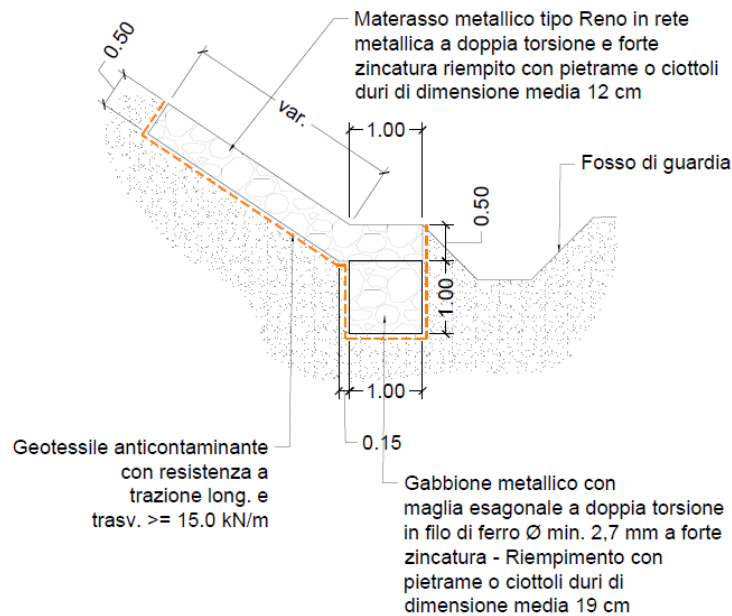 Materasso metallico tipo Reno in rete
metallica a doppia torsione e forte
zincatura riempito con pietrame o ciottoli
duri di dimensione media 12 cm
0.50
var.
1.00
Fosso di guardia
0.50
1.00
1.00
0.15
Geotessile anticontaminante
con resistenza a
trazione long. e
trasv. >= 15.0 kN/m
Gabbione metallico con
maglia esagonale a doppia torsione
in filo di ferro Ø min. 2,7 mm a forte
zincatura - Riempimento con
pietrame o ciottoli duri di
dimensione media 19 cm